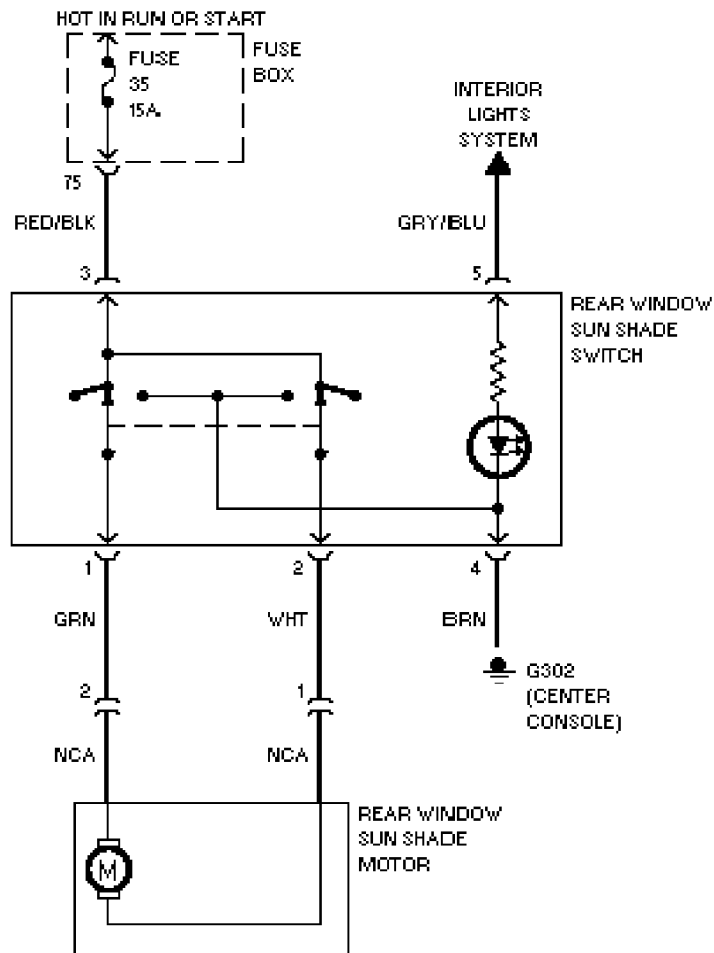 HOT IN RUN OR START
FUSE
35
15A.
FUSE
BOX
INTERIOR
LIGHTS
SYSTEM
75
RED/BLK
GRY/BLU
3
5
REAR WINDOW
SUN SHADE
SWITCH
1
2
4
GRN
WHT
BRN
2
1
G302
(CENTER
CONSOLE)
NCA
NCA
REAR WINDOW
SUN SHADE
MOTOR
M